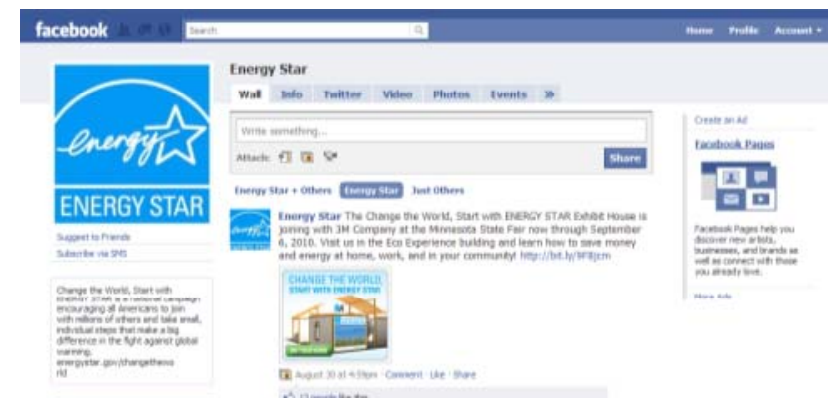 facebook
Search
Home Profile Account
Energy Star
Wall Info Twitter Video Photos Events »
Write something...
Attach:
Share
Energy Star + Others Energy Star Just Others
energy
ENERGY STAR
Suggest to Friends
Subscribe via SMS
Change the World, Start with
ENERGY STAR is a national campaign
encouraging all Americans to join
with millions of others and take small,
individual steps that make a big
difference in the fight against global
warming.
energystar.gov/changethewo
rld
Energy Star The Change the World, Start with ENERGY STAR Exhibit House is
joining with 3M Company at the Minnesota State Fair now through September
6, 2010. Visit us in the Eco Experience building and learn how to save money
and energy at home, work, and in your community! http://bit.ly/9F8jcm
CHANGE THE WORLD,
START WITH ENERGY STAR
August 30 at 4:59pm · Comment · Like · Share
people like this
Create an Ad
Facebook Pages
Facebook Pages help you
discover new artists,
businesses, and brands as
well as connect with those
you already love.
More Ads